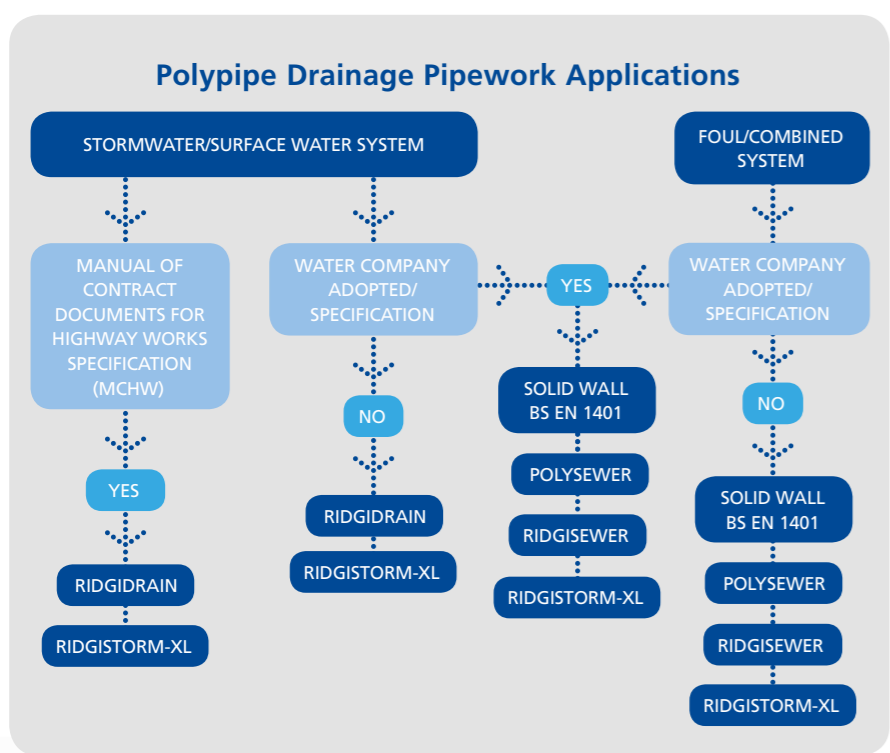 Polypipe Drainage Pipework Applications
STORMWATER/SURFACE WATER SYSTEM
FOUL/COMBINED
SYSTEM
MANUAL OF
CONTRACT
DOCUMENTS FOR
HIGHWAY WORKS
SPECIFICATION
(MCHW)
YES
RIDGIDRAIN
RIDGISTORM-XL
WATER COMPANY
ADOPTED/
SPECIFICATION
NO
RIDGIDRAIN
RIDGISTORM-XL
YES
SOLID WALL
BS EN 1401
POLYSEWER
RIDGISEWER
RIDGISTORM-XL
WATER COMPANY
ADOPTED/
SPECIFICATION
NO
SOLID WALL
BS EN 1401
POLYSEWER
RIDGISEWER
RIDGISTORM-XL